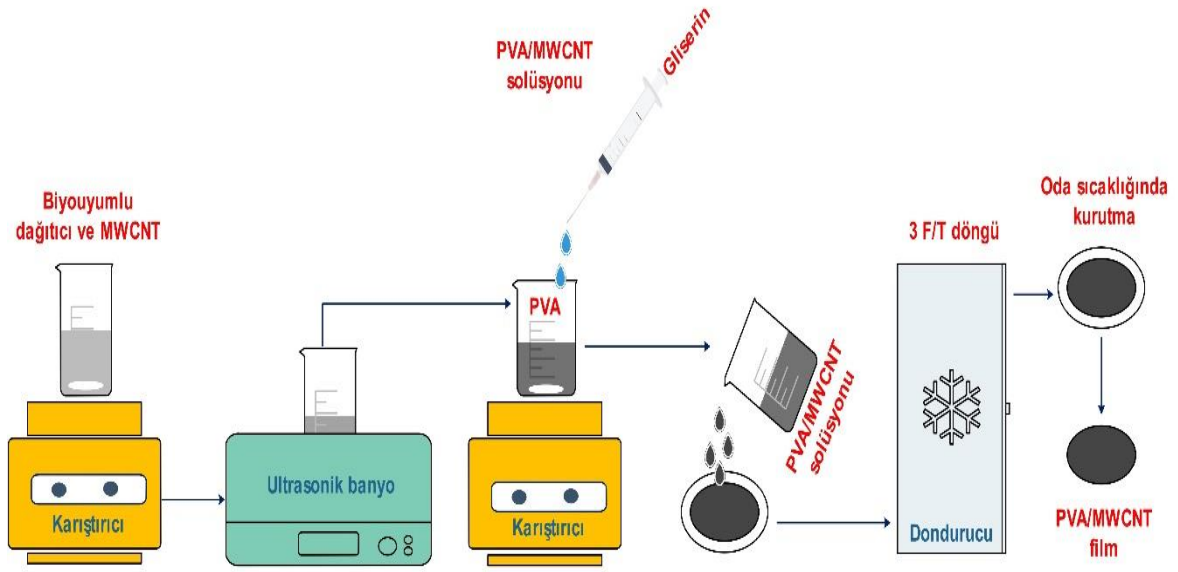 Biyouyumlu
dağıtıcı ve MWCNT
Karıştırıcı
Ultrasonik banyo
PVA/MWCNT
solüsyonu
Gliserin
PVA
Karıştırıcı
PVA/MWCNT
solüsyonu
3 F/T döngü
Dondurucu
Oda sıcaklığında
kurutma
PVA/MWCNT
film